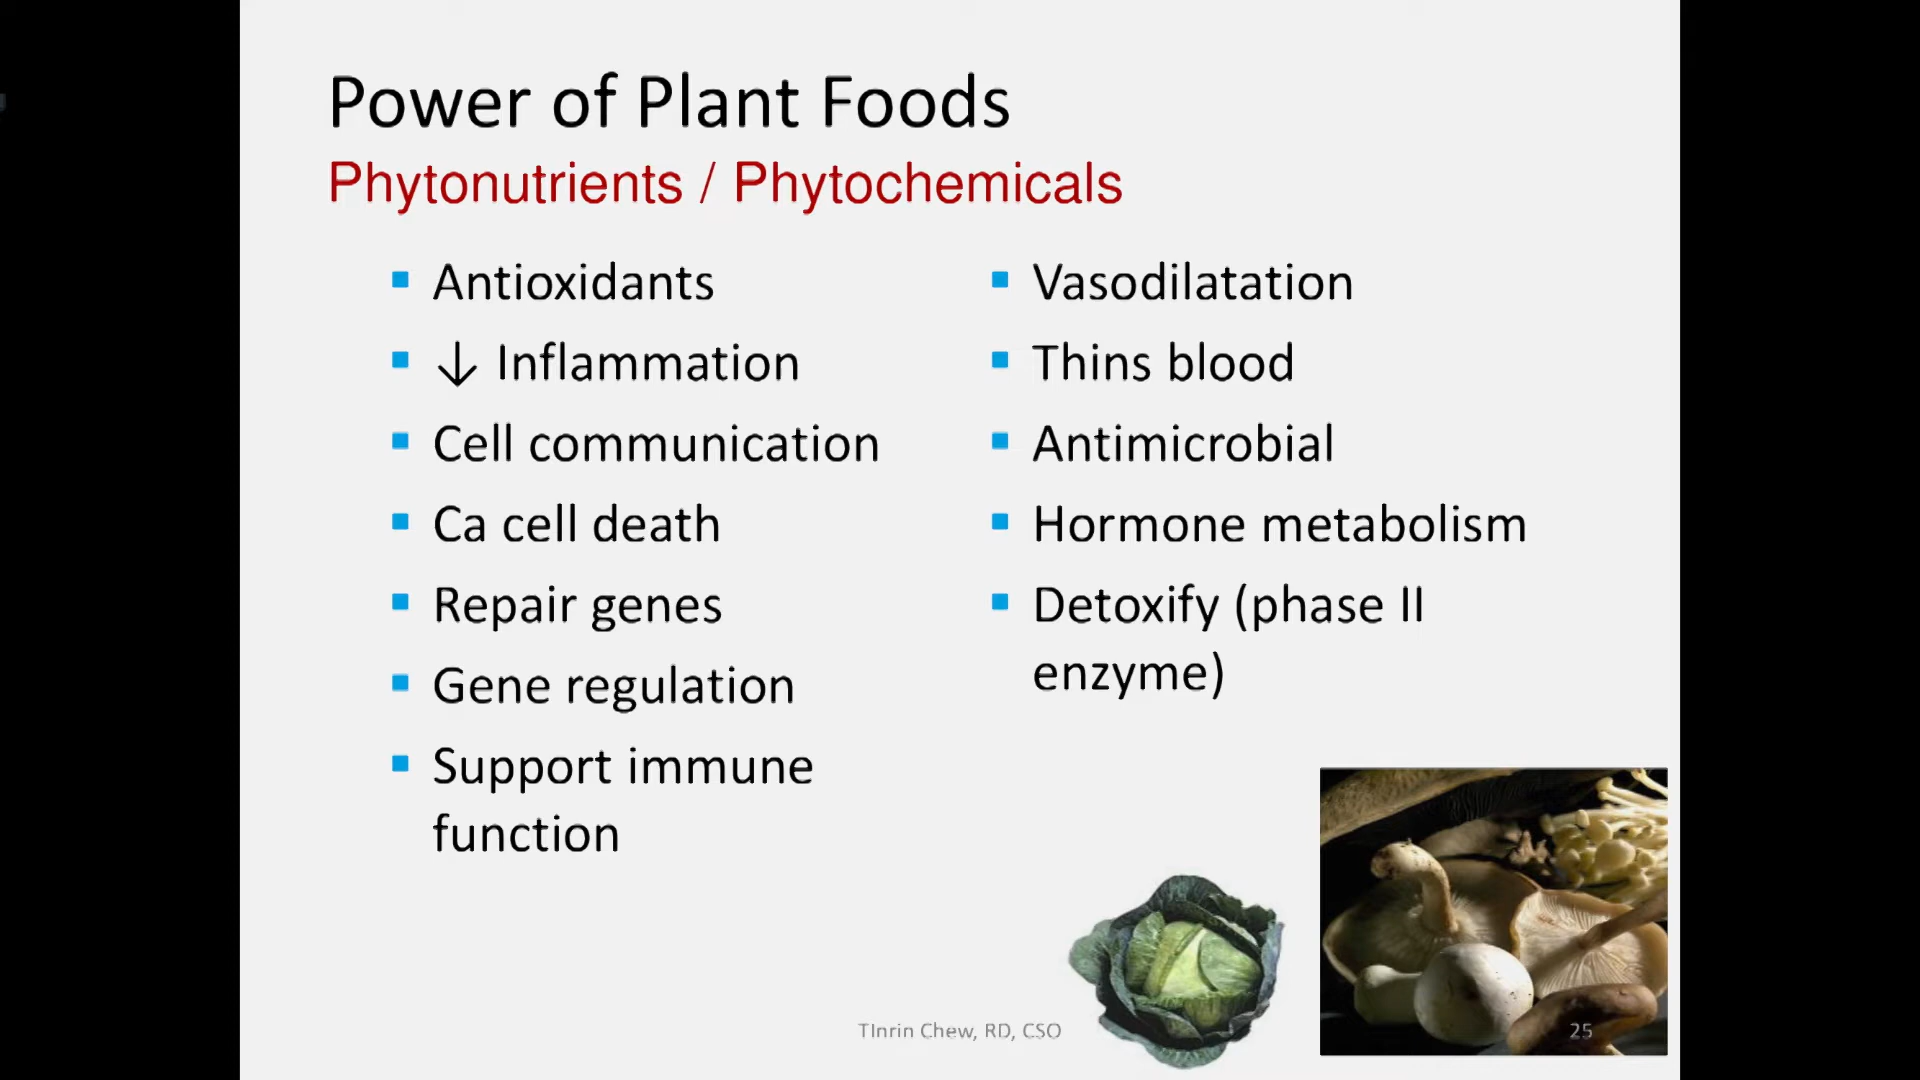 Power of Plant Foods
Phytonutrients / Phytochemicals
Antioxidants
↓ Inflammation
Cell communication
Ca cell death
Repair genes
Gene regulation
Support immune
function
Vasodilatation
Thins blood
Antimicrobial
Hormone metabolism
Detoxify (phase II
enzyme)
TInrin Chew, RD, CSO
25